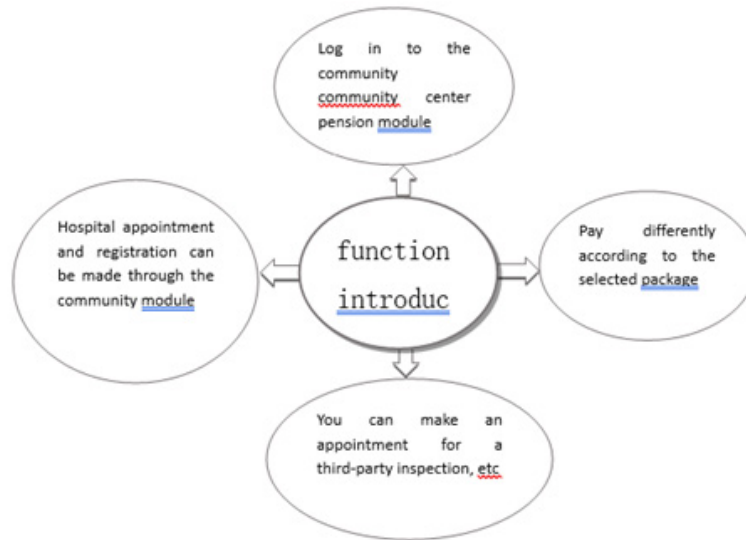 Log in to the
community
community center
pension module
Hospital appointment
and registration can
be made through the
community module
function
introduc
Pay differently
according to the
selected package
You can make an
appointment for a
third-party inspection, etc